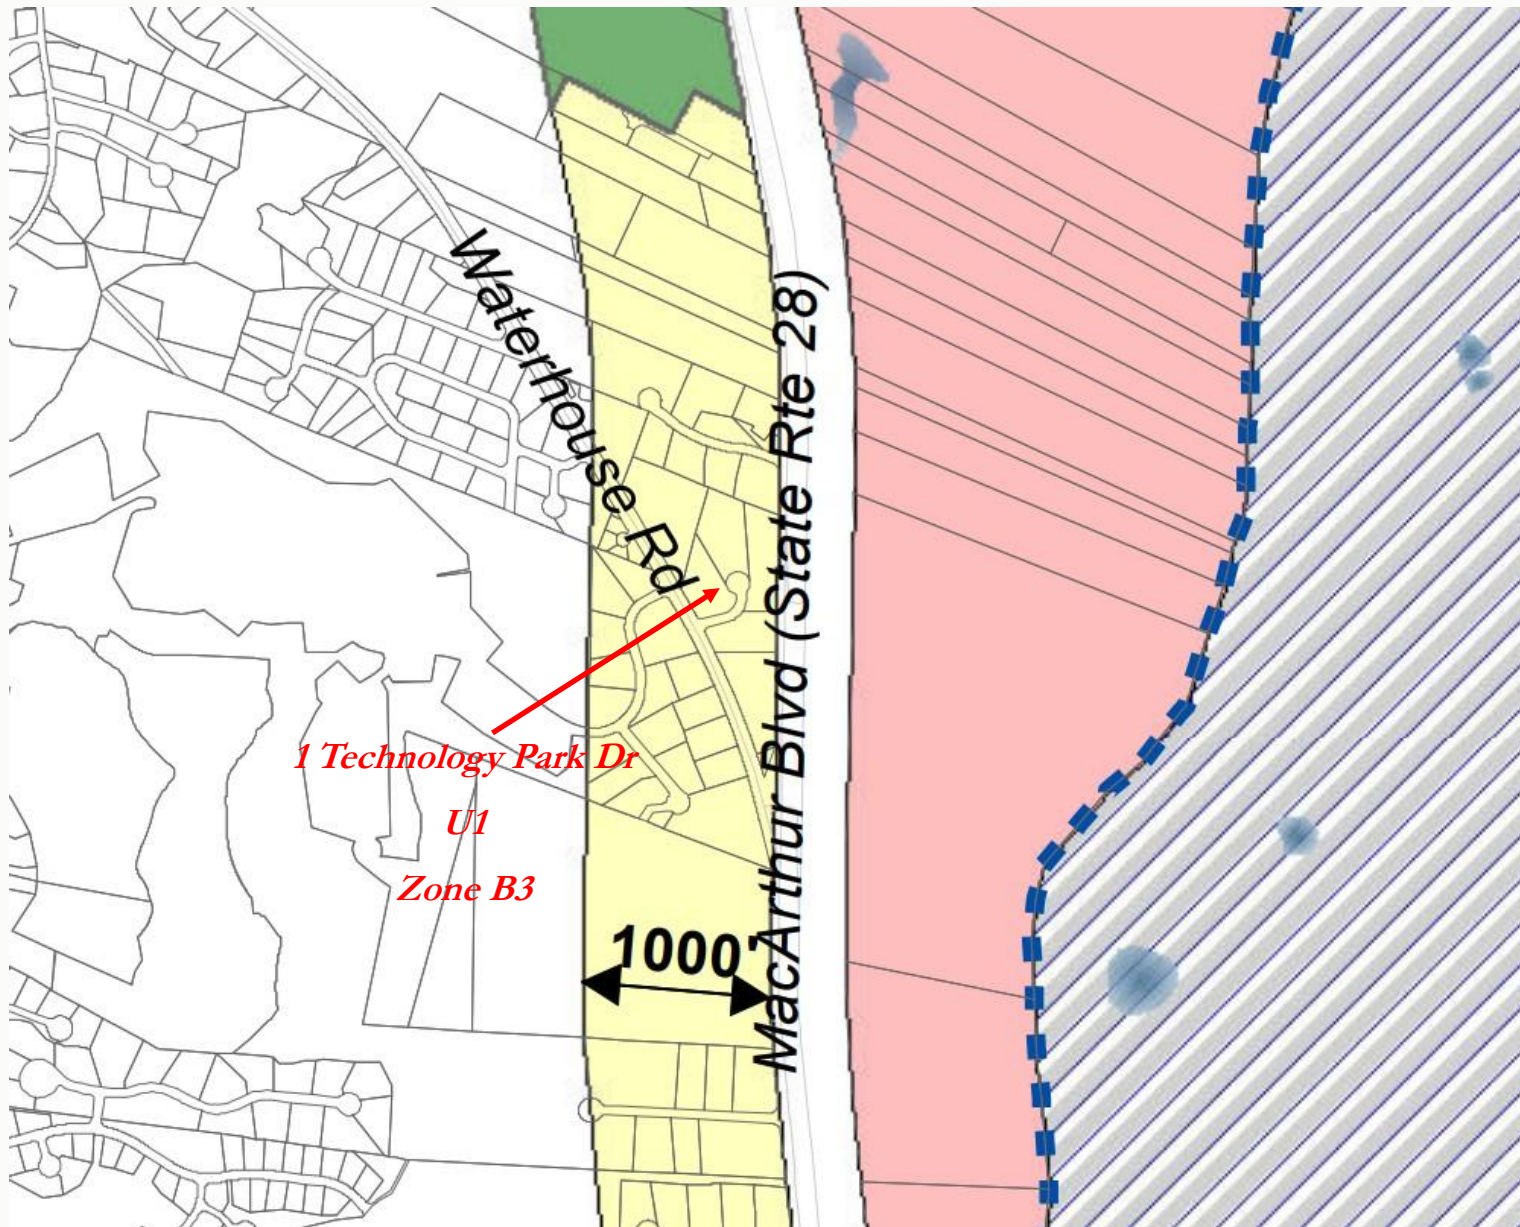 Waterhouse Rd
MacArthur Blvd (State Rte 28)
1 Technology Park Dr
U1
Zone B3
1000'